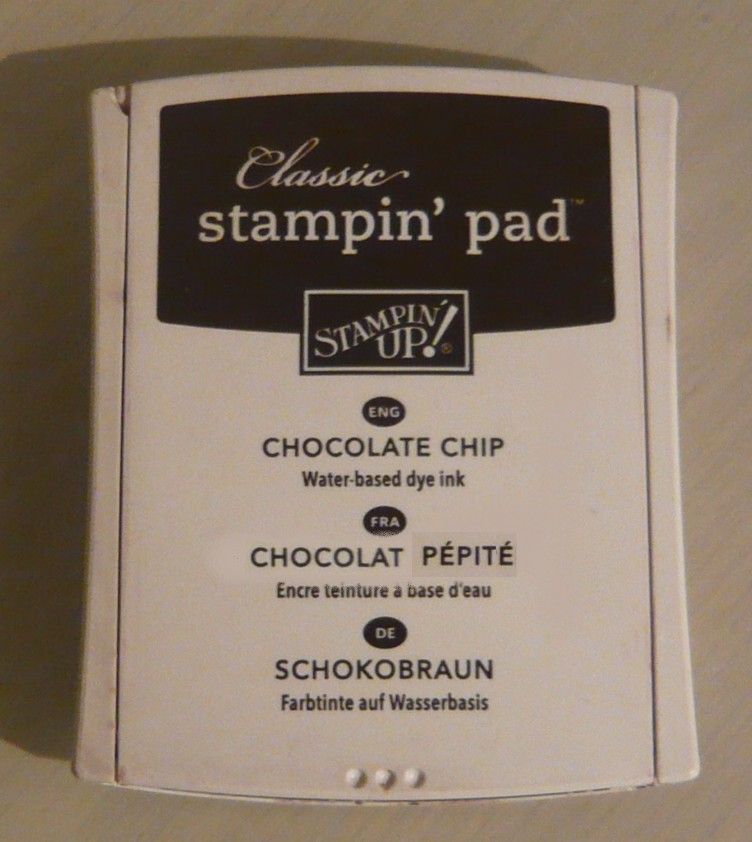 Classic
stampin' pad™
STAMPIN'
UP!®
ENG
CHOCOLATE CHIP
Water-based dye ink
FRA
CHOCOLAT PÉPITÉ
Encre teinture à base d'eau
DE
SCHOKOBRAUN
Farbtinte auf Wasserbasis